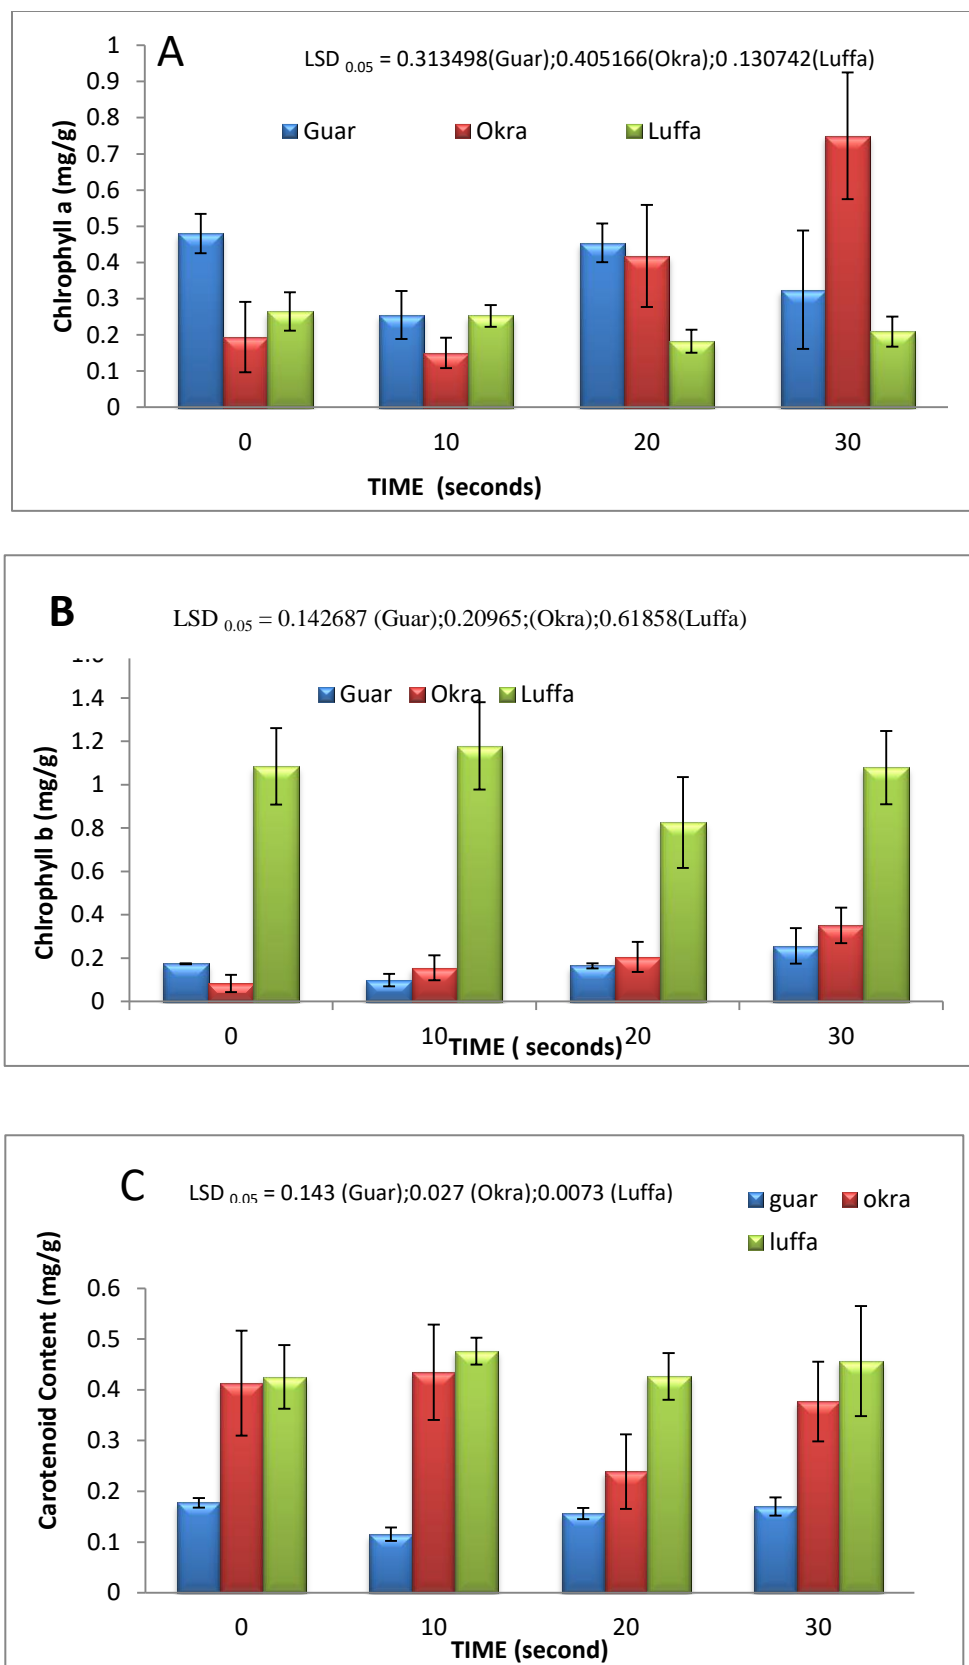 A
LSD 0.05 = 0.313498(Guar);0.405166(Okra);0 .130742(Luffa)
Guar Okra Luffa
Chlrophyll a (mg/g)
1
0.9
0.8
0.7
0.6
0.5
0.4
0.3
0.2
0.1
0
0 10 20 30
TIME (seconds)
B
LSD 0.05 = 0.142687 (Guar);0.20965;(Okra);0.61858(Luffa)
Guar Okra Luffa
Chlrophyll b (mg/g)
1.6
1.4
1.2
1
0.8
0.6
0.4
0.2
0
0 10 20 30
TIME ( seconds)
C
LSD 0.05 = 0.143 (Guar);0.027 (Okra);0.0073 (Luffa)
guar okra
luffa
Carotenoid Content (mg/g)
0.6
0.5
0.4
0.3
0.2
0.1
0
0 10 20 30
TIME (second)